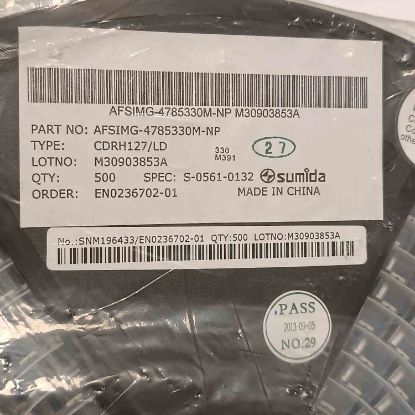 AFSIMG-4785330M-NP M30903853A
PART NO: AFSIMG-4785330M-NP
TYPE: CDRH127/LD 330 M391 27
LOTNO: M30903853A
QTY: 500 SPEC: S-0561-0132 sumida
ORDER: EN0236702-01 MADE IN CHINA
No.:SNM196433/EN0236702-01 QTY:500 LOTNO:M30903853A
PASS
2013-09-05
NO:29